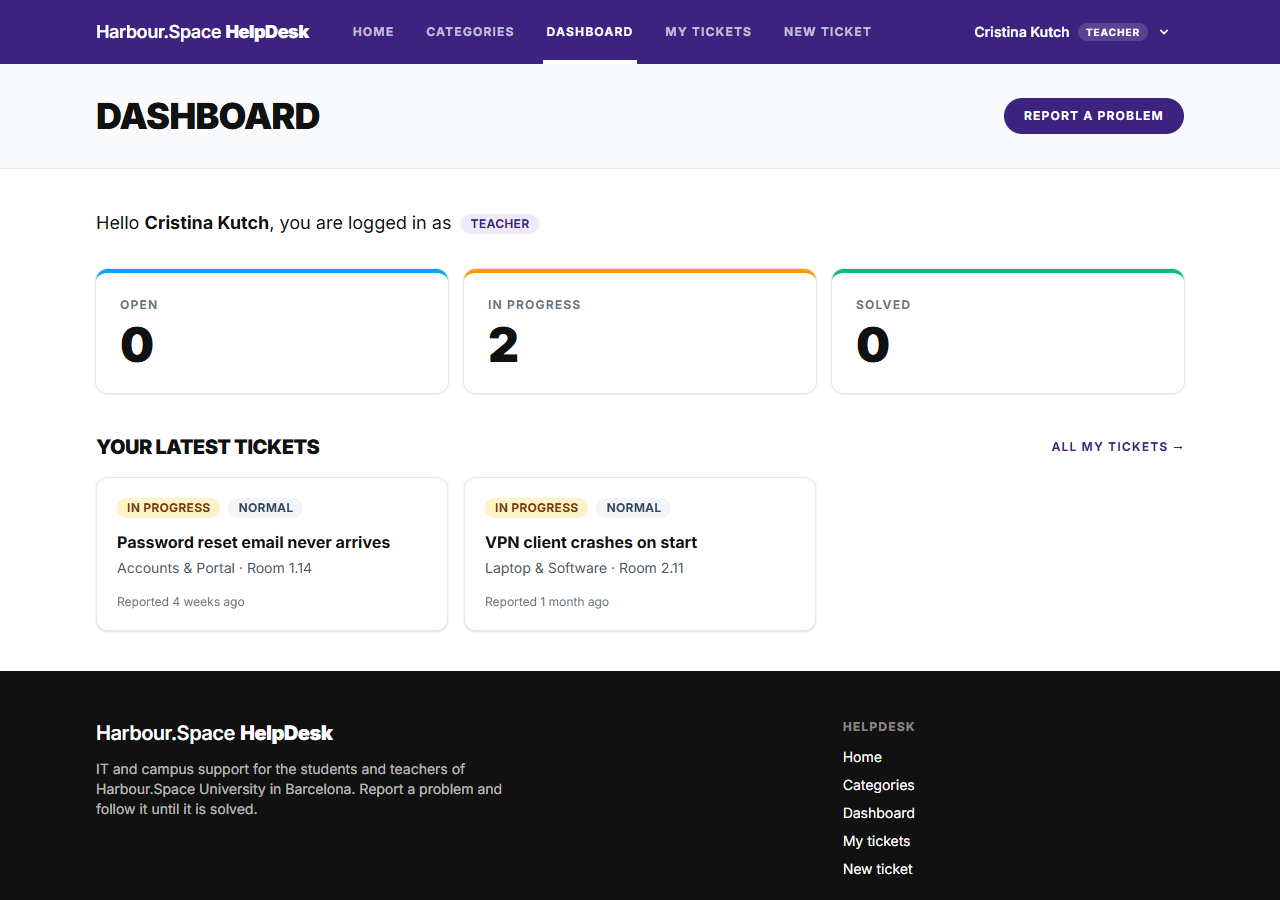 Harbour.Space HelpDesk HOME CATEGORIES DASHBOARD MY TICKETS NEW TICKET Cristina Kutch TEACHER
DASHBOARD REPORT A PROBLEM
Hello Cristina Kutch, you are logged in as TEACHER
OPEN IN PROGRESS SOLVED
0 2 0
YOUR LATEST TICKETS ALL MY TICKETS →
IN PROGRESS NORMAL
Password reset email never arrives
Accounts & Portal · Room 1.14
Reported 4 weeks ago
IN PROGRESS NORMAL
VPN client crashes on start
Laptop & Software · Room 2.11
Reported 1 month ago
Harbour.Space HelpDesk
IT and campus support for the students and teachers of
Harbour.Space University in Barcelona. Report a problem and
follow it until it is solved.
HELPDESK
Home
Categories
Dashboard
My tickets
New ticket